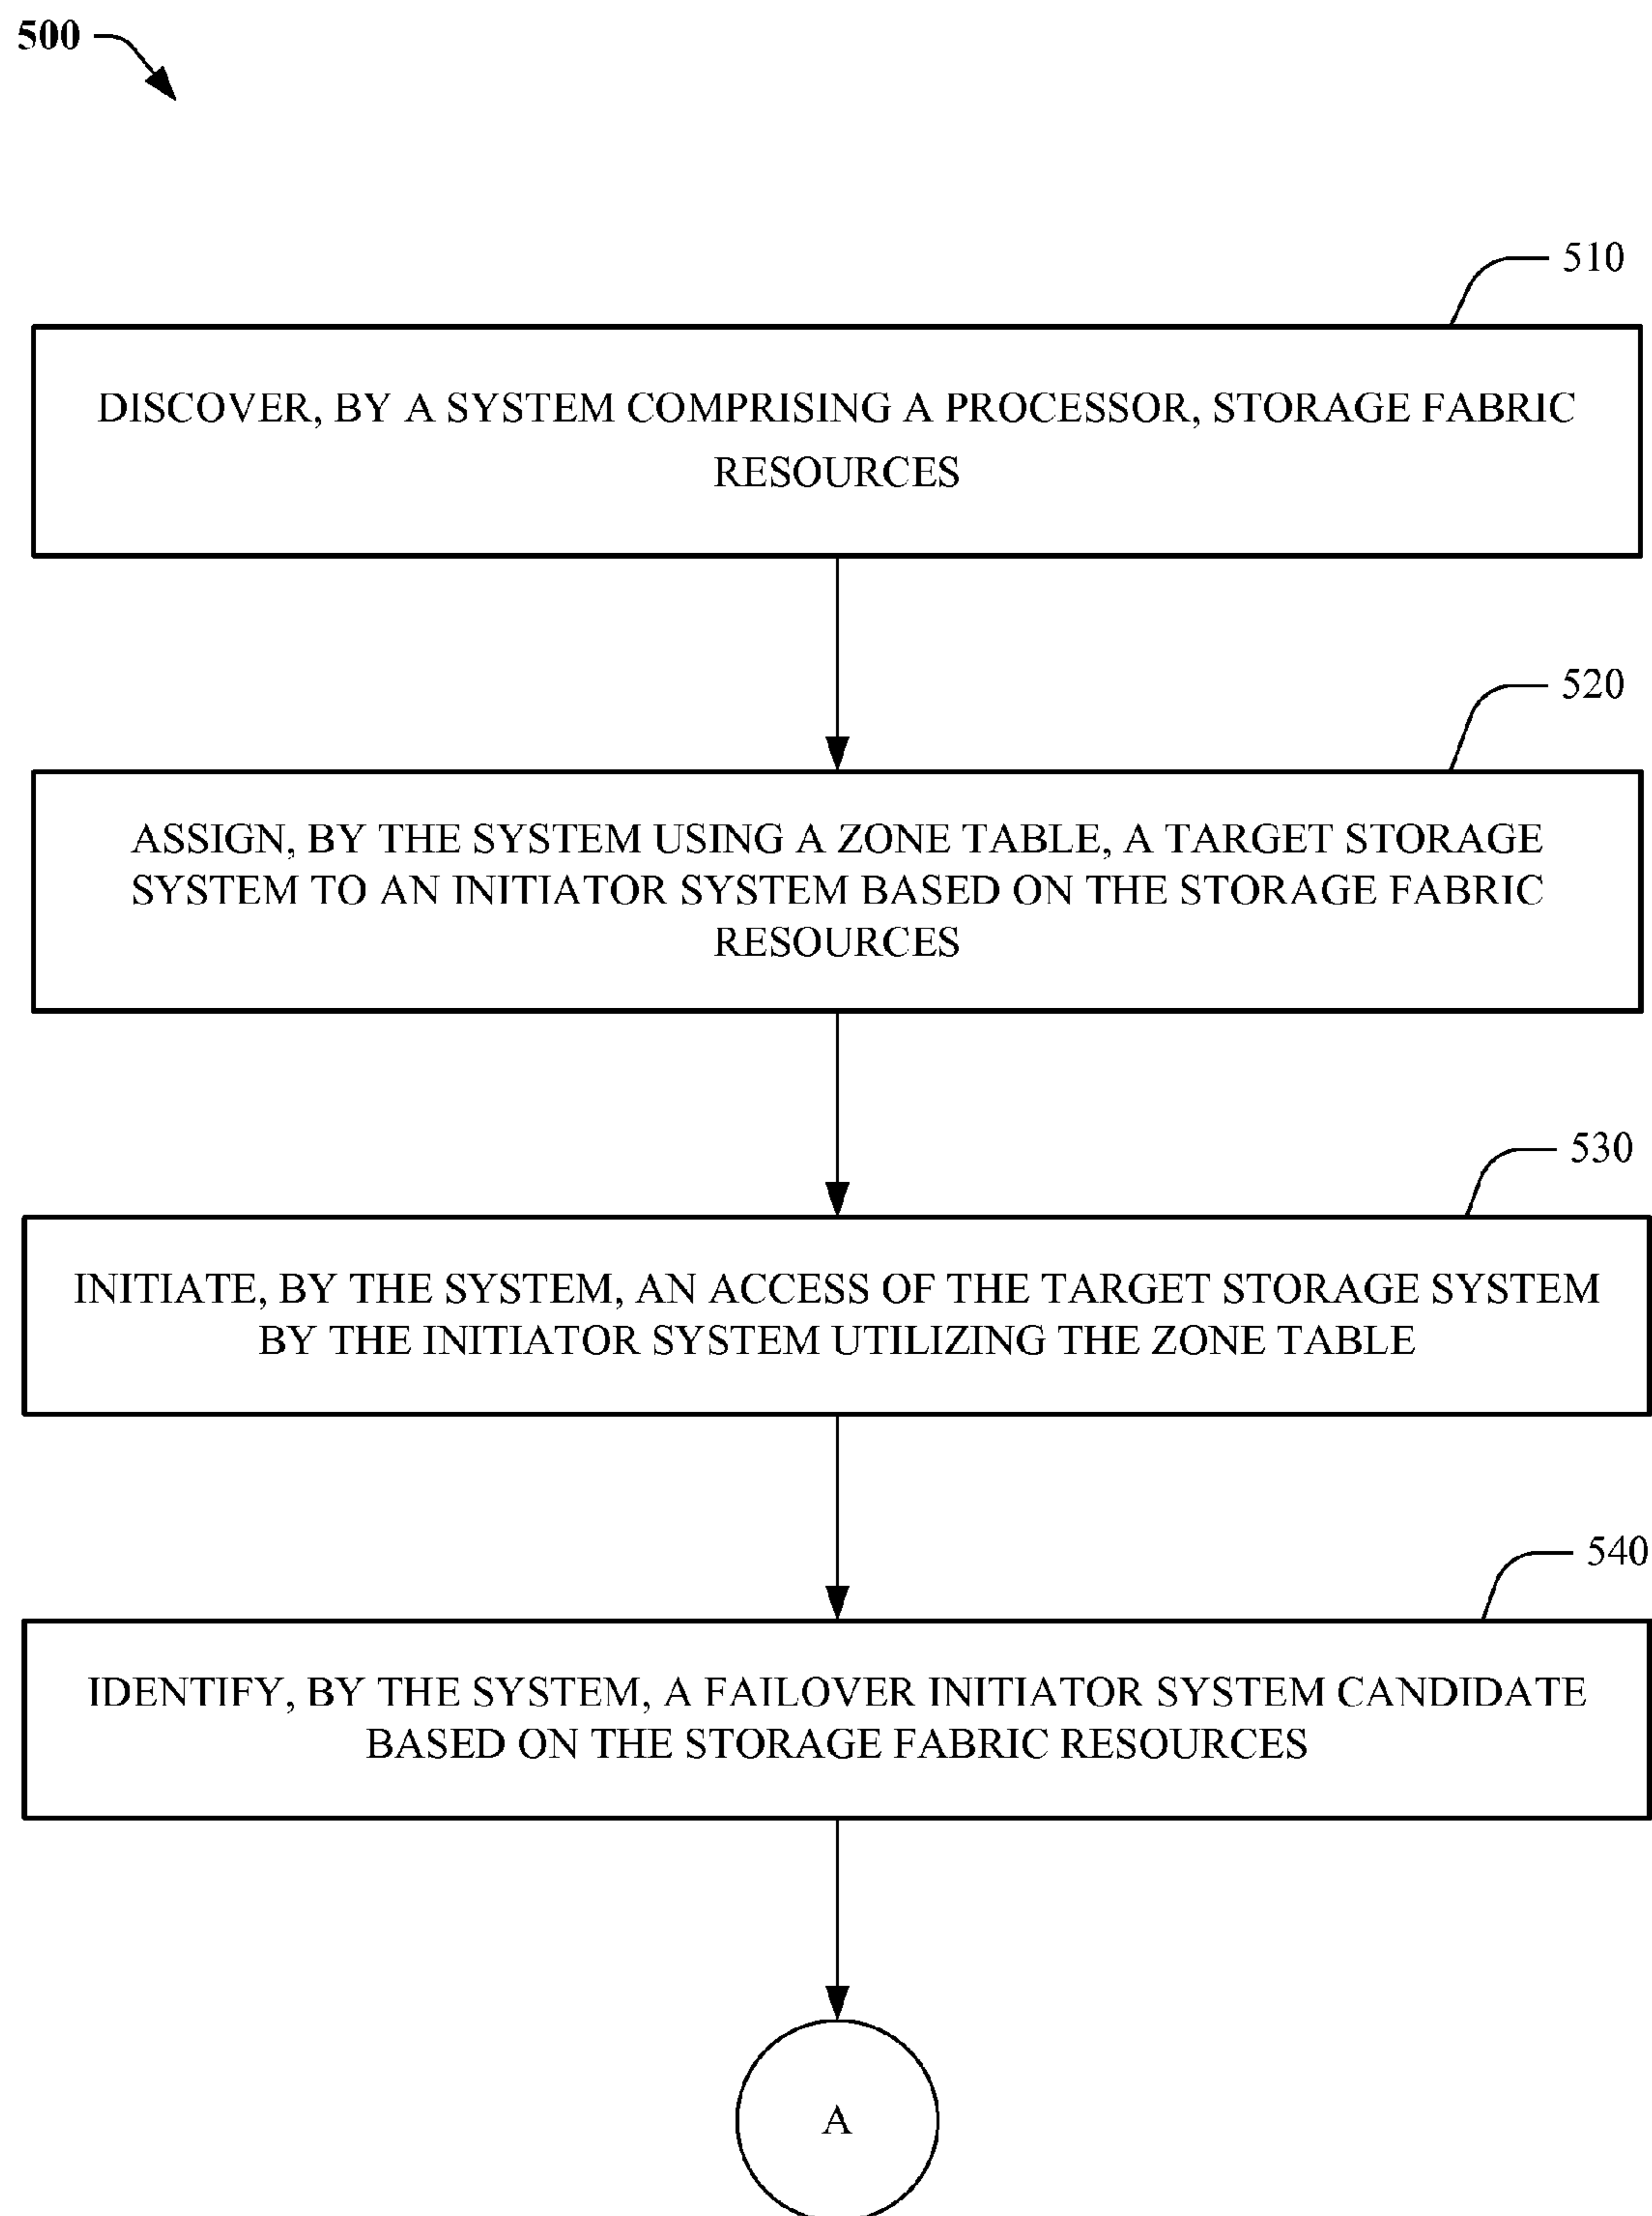 500
510
DISCOVER, BY A SYSTEM COMPRISING A PROCESSOR, STORAGE FABRIC
RESOURCES
520
ASSIGN, BY THE SYSTEM USING A ZONE TABLE, A TARGET STORAGE
SYSTEM TO AN INITIATOR SYSTEM BASED ON THE STORAGE FABRIC
RESOURCES
530
INITIATE, BY THE SYSTEM, AN ACCESS OF THE TARGET STORAGE SYSTEM
BY THE INITIATOR SYSTEM UTILIZING THE ZONE TABLE
540
IDENTIFY, BY THE SYSTEM, A FAILOVER INITIATOR SYSTEM CANDIDATE
BASED ON THE STORAGE FABRIC RESOURCES
A